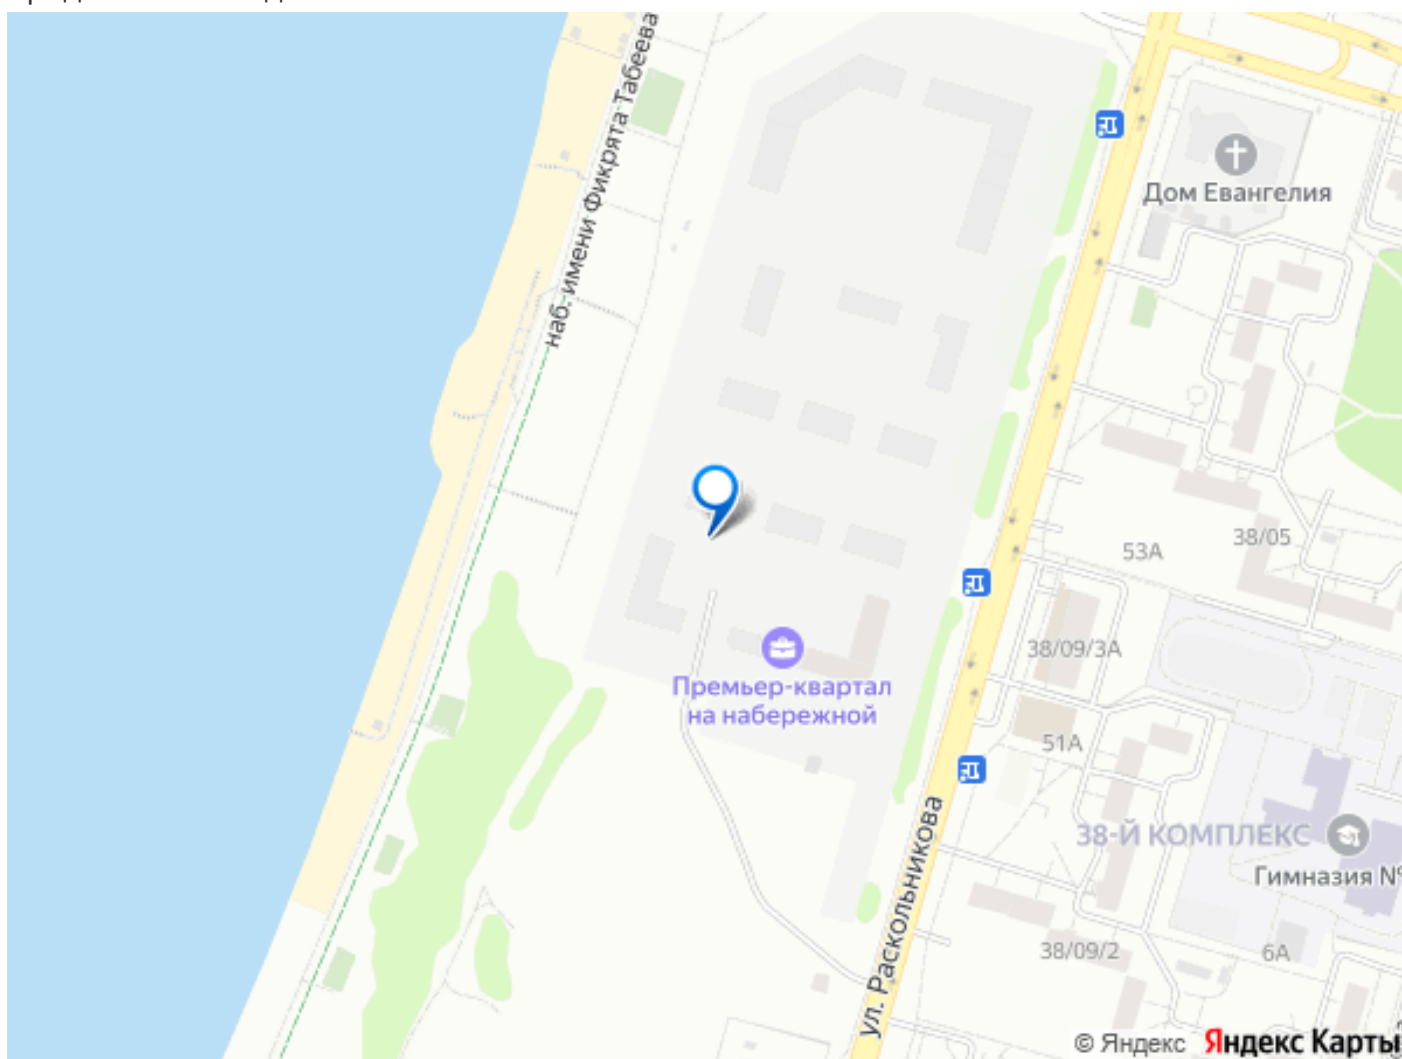 наб. имени Фикрята Табеева
Дом Евангелия
38/05
53А
38/09/3А
Премьер-квартал
на набережной
51А
38-Й КОМПЛЕКС
Гимназия №
ул. Раскольникова
38/09/2
6А
© Яндекс Яндекс Карты